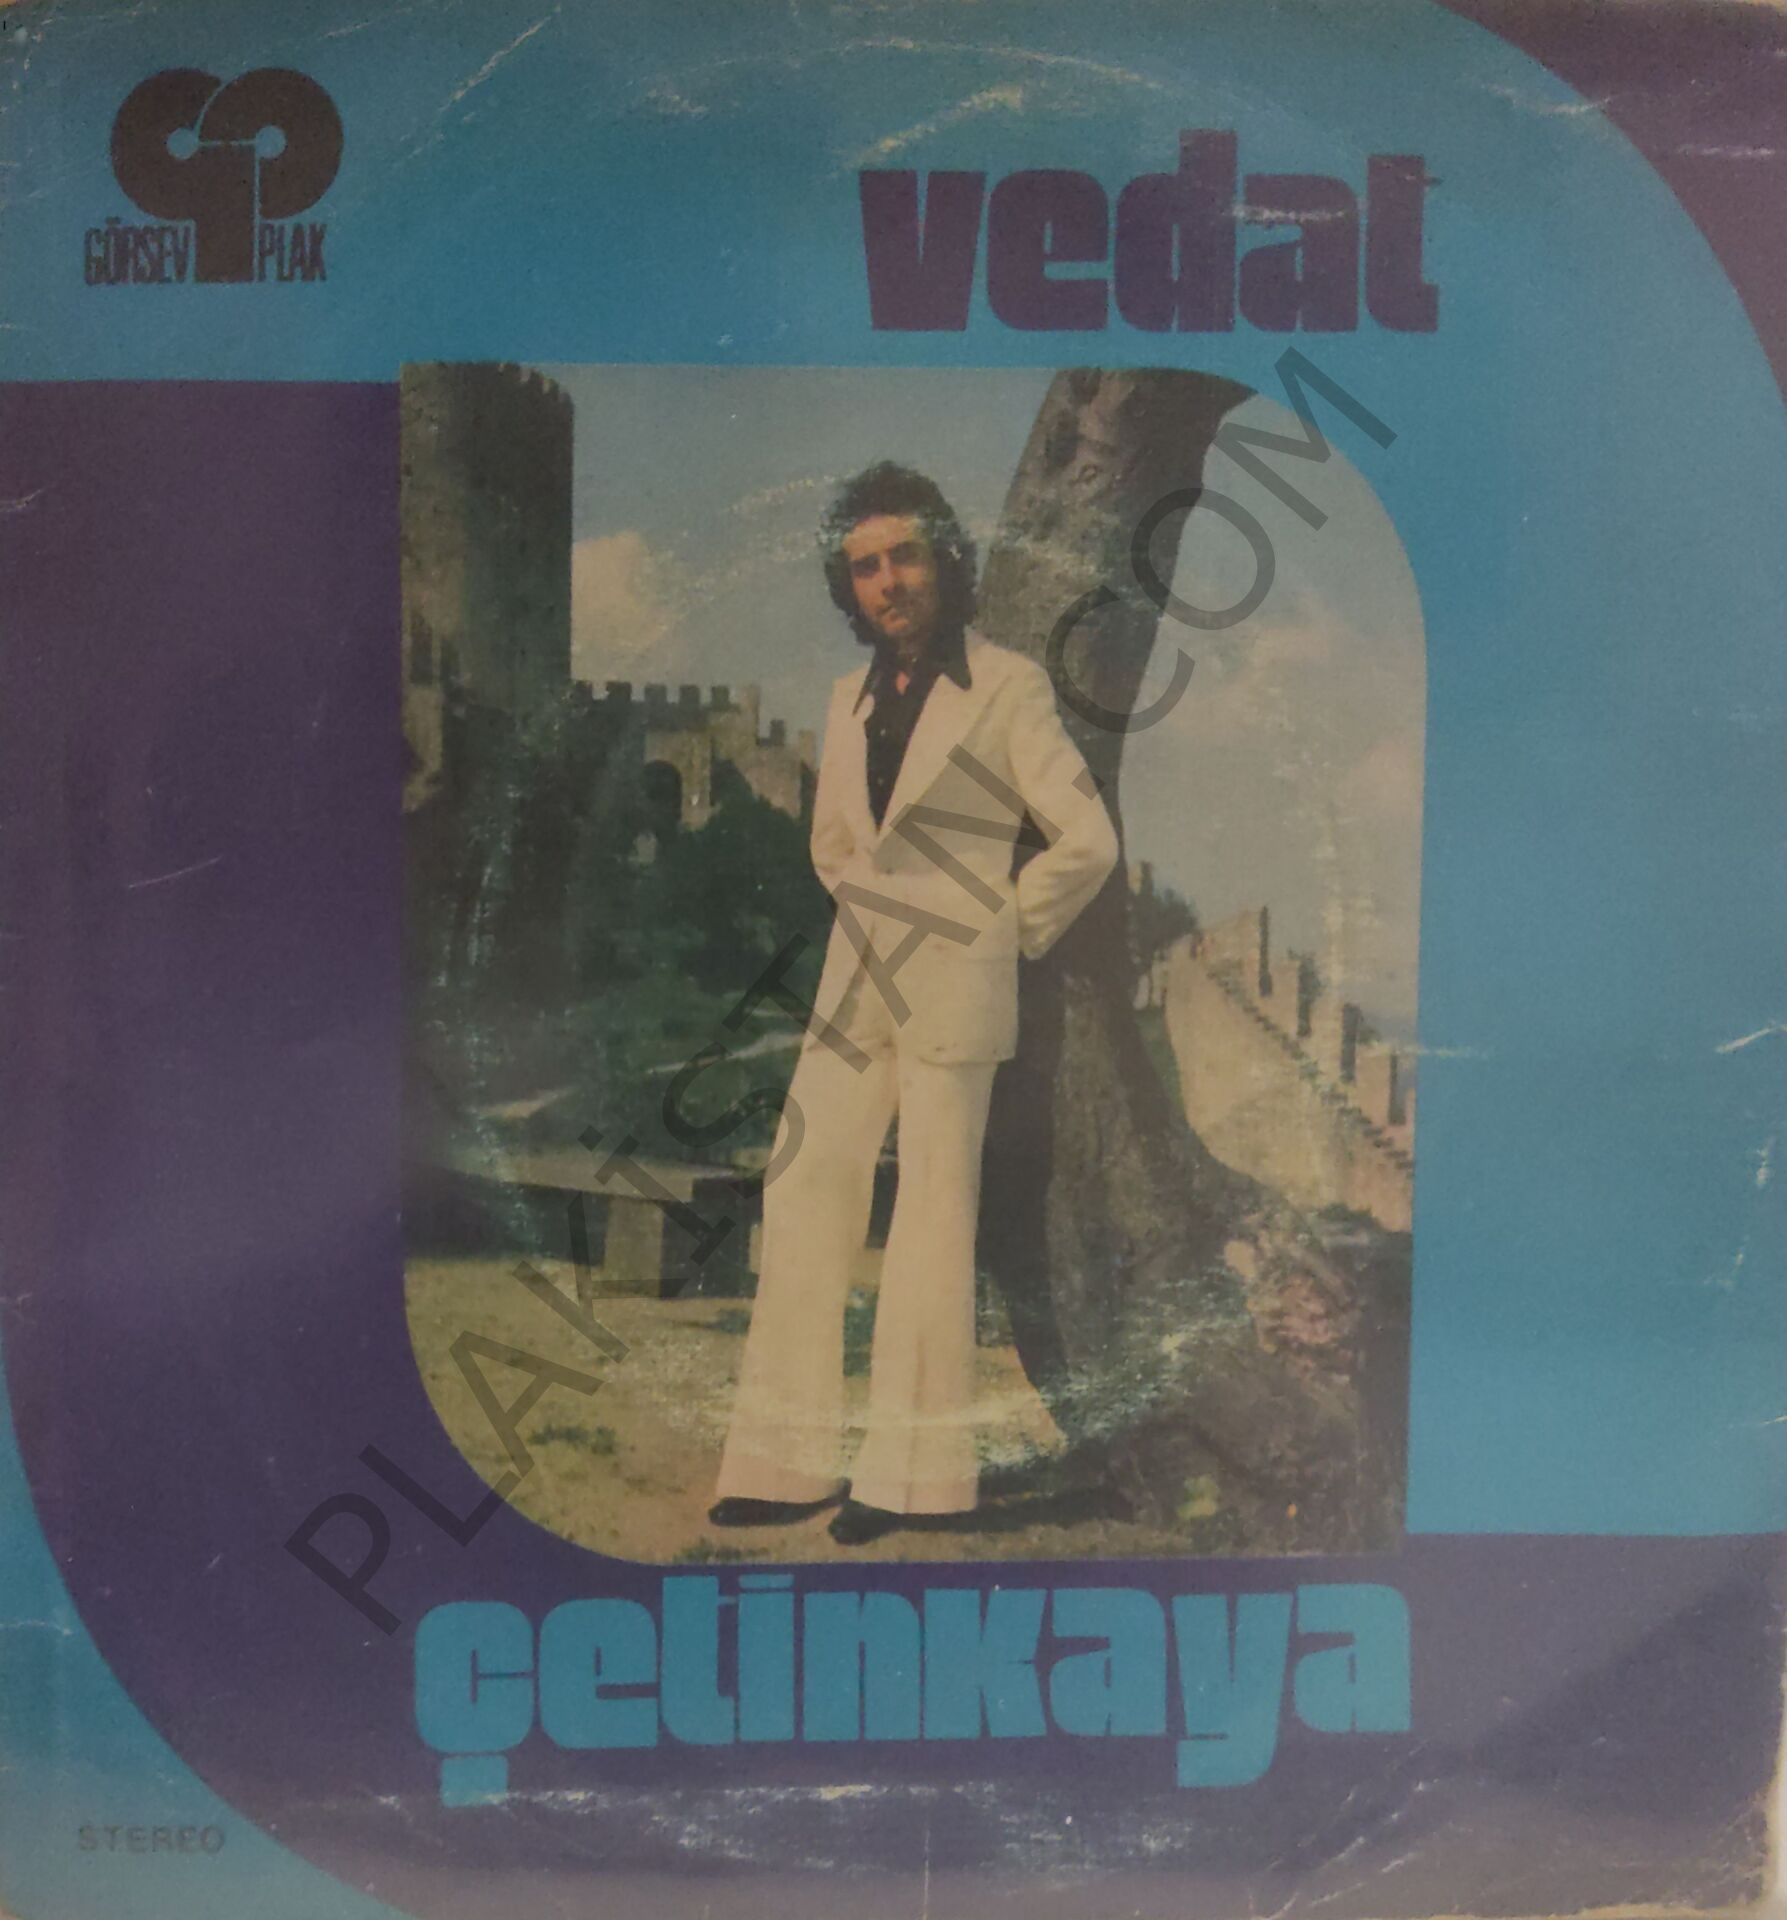 GÖRSEV PLAK
vedat
PLAKİSTAN.COM
çetinkaya
STEREO